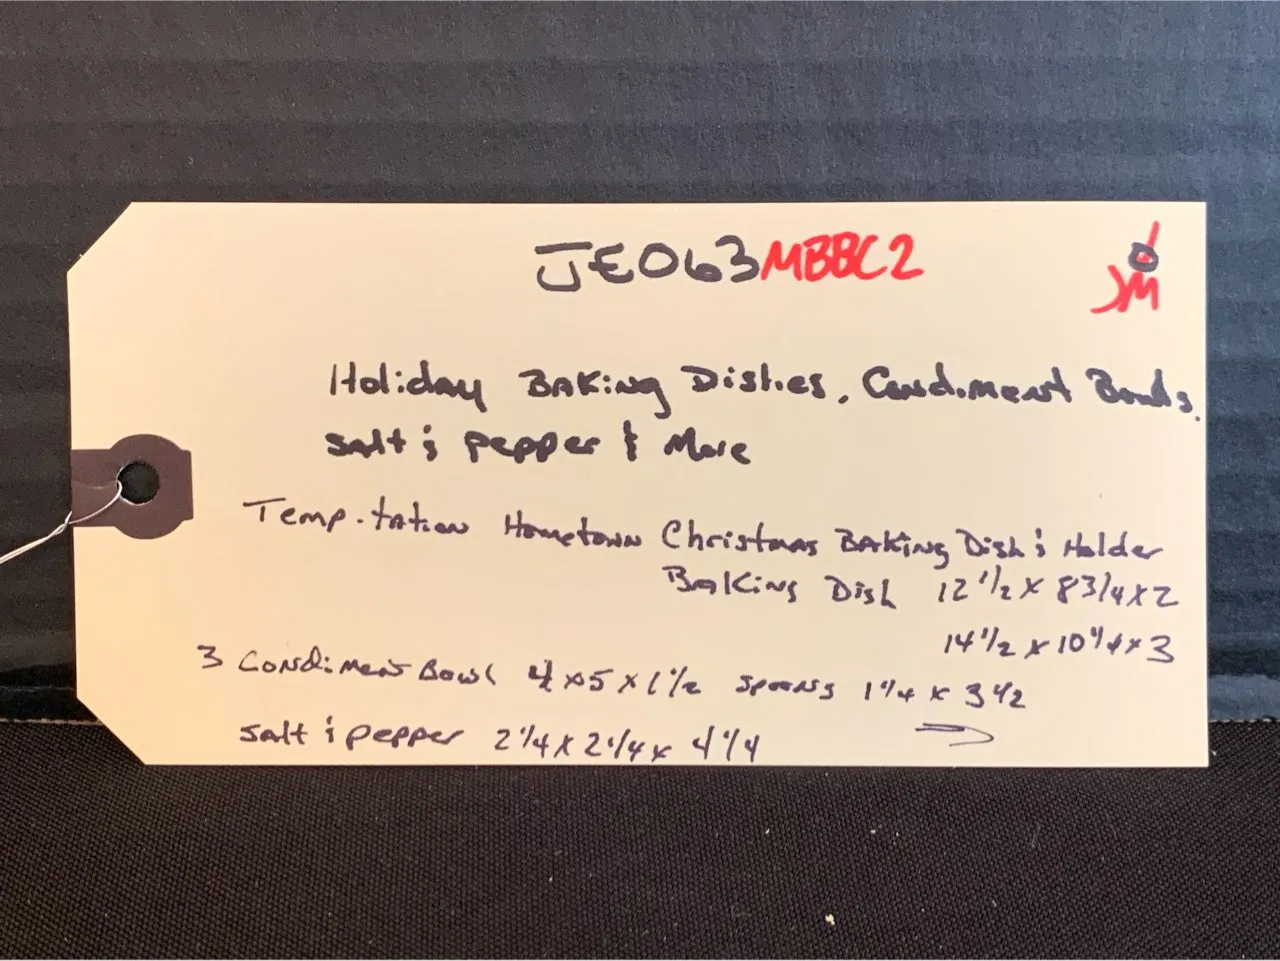 JE063MBBC2
JM
Holiday Baking Dishes, Condiment Bowls,
Salt & pepper & More
Temp-tation Hometown Christmas Baking Dish & Holder
Baking Dish 12 1/2 x 8 3/4 x 2
14 1/2 x 10 1/4 x 3
3 Condiment Bowl 4 x 5 x 1 1/2 spoons 1 1/4 x 3 1/2
Salt & pepper 2 1/4 x 2 1/4 x 4 1/4